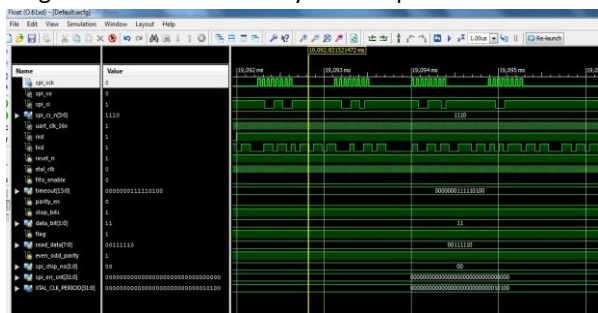 Float (O.61xd) - [Default.wcfg]
File Edit View Simulation Window Layout Help
1.00us Re-launch
19,092.821521472 ms
Name Value
19,092 ms 19,093 ms 19,094 ms 19,095 ms
spi_sck 0
spi_so 0
spi_si 1
spi_cs_n[3:0] 1110 1110
uart_clk_16x 1
rxd 1
txd 1
reset_n 1
xtal_clk 0
fifo_enable 0
timeout[15:0] 0000000111110100 0000000111110100
parity_en 0
stop_bits 1
data_bit[1:0] 11 11
flag 1
read_data[7:0] 00111110 00111110
even_odd_parity 1
spi_chip_no[1:0] 00 00
spi_err_cnt[31:0] 00000000000000000000000000000000 00000000000000000000000000000000
XTAL_CLK_PERIOD[31:0] 00000000000000000000000000010100 00000000000000000000000000010100